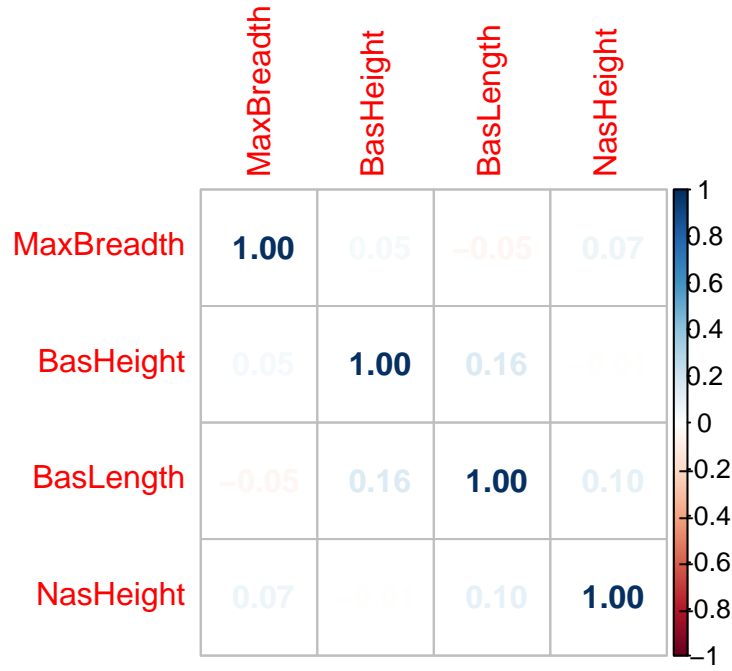 MaxBreadth
BasHeight
BasLength
NasHeight
MaxBreadth 1.00 0.05 −0.05 0.07
BasHeight 0.05 1.00 0.16
BasLength −0.05 0.16 1.00 0.10
NasHeight 0.07 0.10 1.00
1
0.8
0.6
0.4
0.2
0
−0.2
−0.4
−0.6
−0.8
−1